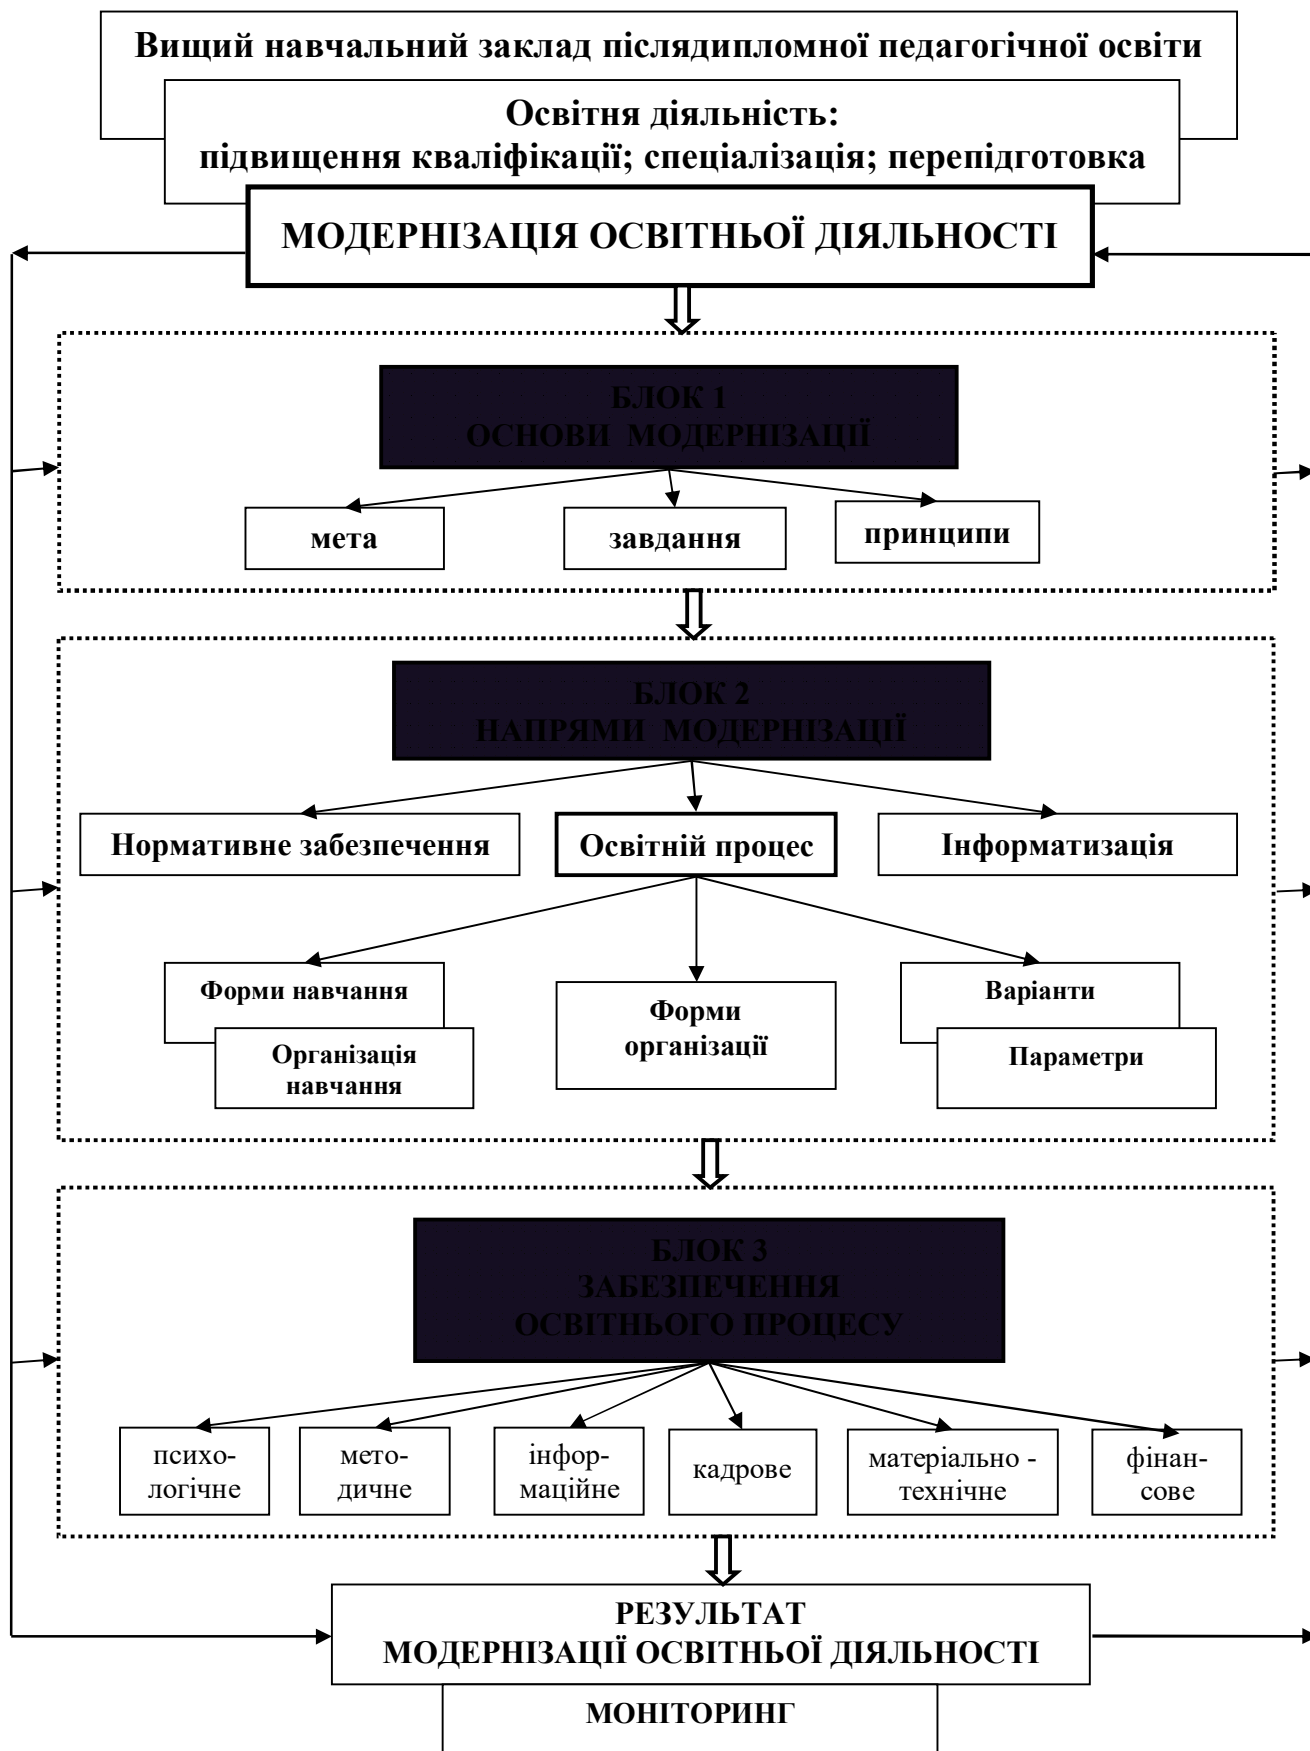 Вищий навчальний заклад післядипломної педагогічної освіти
Освітня діяльність:
підвищення кваліфікації; спеціалізація; перепідготовка
МОДЕРНІЗАЦІЯ ОСВІТНЬОЇ ДІЯЛЬНОСТІ
БЛОК 1
ОСНОВИ МОДЕРНІЗАЦІЇ
мета
завдання
принципи
БЛОК 2
НАПРЯМИ МОДЕРНІЗАЦІЇ
Нормативне забезпечення
Освітній процес
Інформатизація
Форми навчання
Організація
навчання
Форми
організації
Варіанти
Параметри
БЛОК 3
ЗАБЕЗПЕЧЕННЯ
ОСВІТНЬОГО ПРОЦЕСУ
психо-
логічне
мето-
дичне
інфор-
маційне
кадрове
матеріально -
технічне
фінан-
сове
РЕЗУЛЬТАТ
МОДЕРНІЗАЦІЇ ОСВІТНЬОЇ ДІЯЛЬНОСТІ
МОНІТОРИНГ